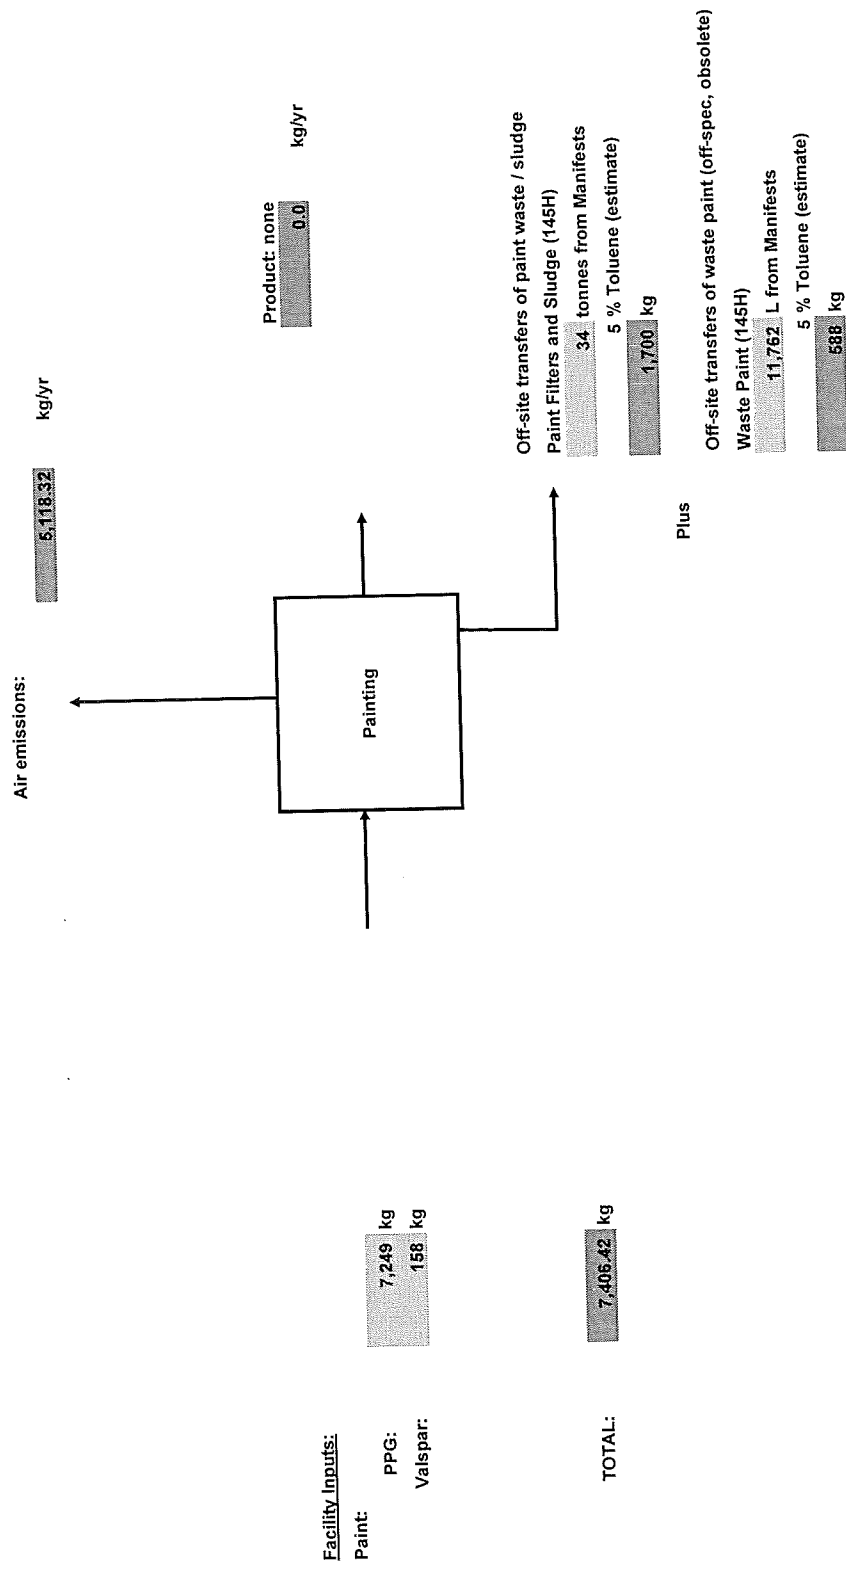 Air emissions:
5,118.32 kg/yr
Product: none
0.0 kg/yr
Facility Inputs:
Paint:
PPG: 7,249 kg
Valspar: 158 kg
Painting
Off-site transfers of paint waste / sludge
Paint Filters and Sludge (145H)
34 tonnes from Manifests
5 % Toluene (estimate)
TOTAL: 7,406.42 kg
1,700 kg
Plus
Off-site transfers of waste paint (off-spec, obsolete)
Waste Paint (145H)
11,762 L from Manifests
5 % Toluene (estimate)
588 kg